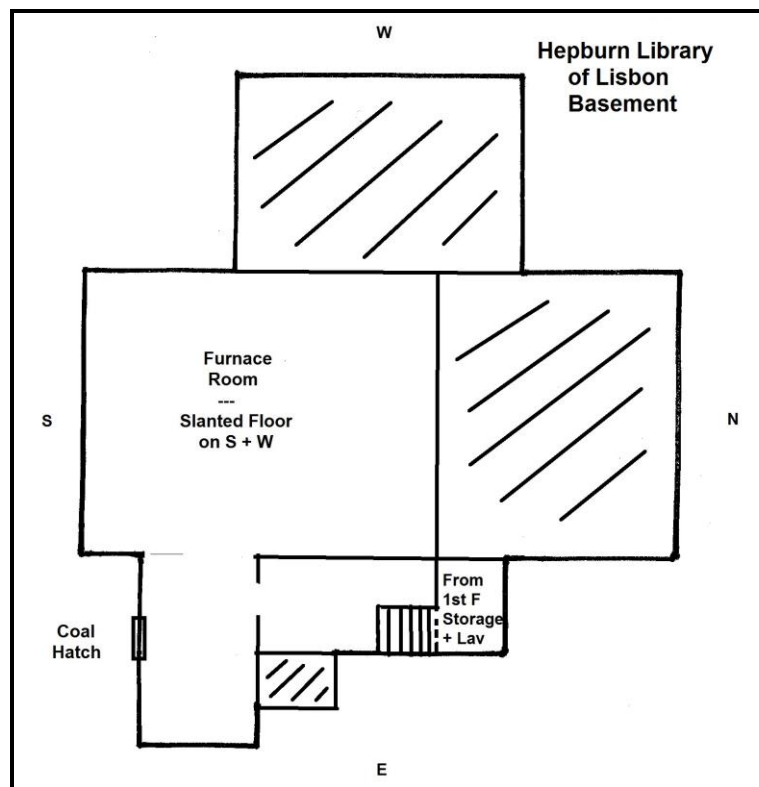 W
Hepburn Library
of Lisbon
Basement
Furnace
Room
---
Slanted Floor
on S + W
S
N
From
1st F
Storage
+ Lav
Coal
Hatch
E